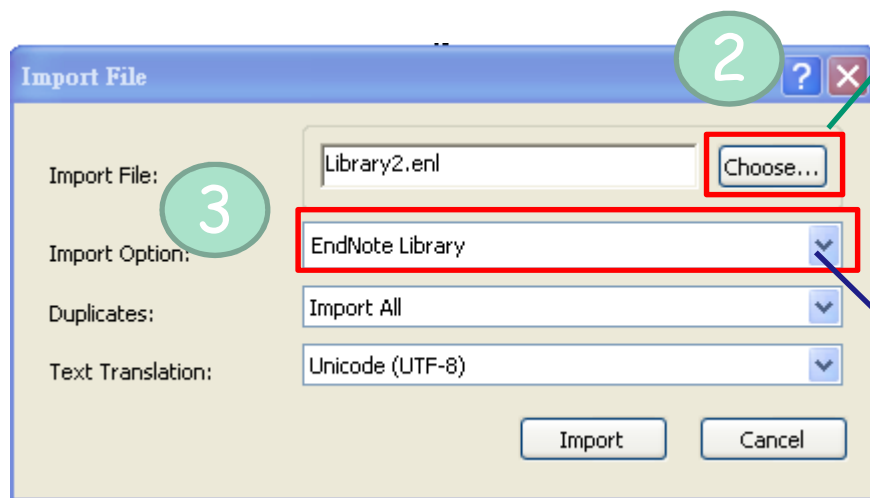 2
Import File
Import File: Library2.enl Choose...
3
Import Option: EndNote Library
Duplicates: Import All
Text Translation: Unicode (UTF-8)
Import Cancel